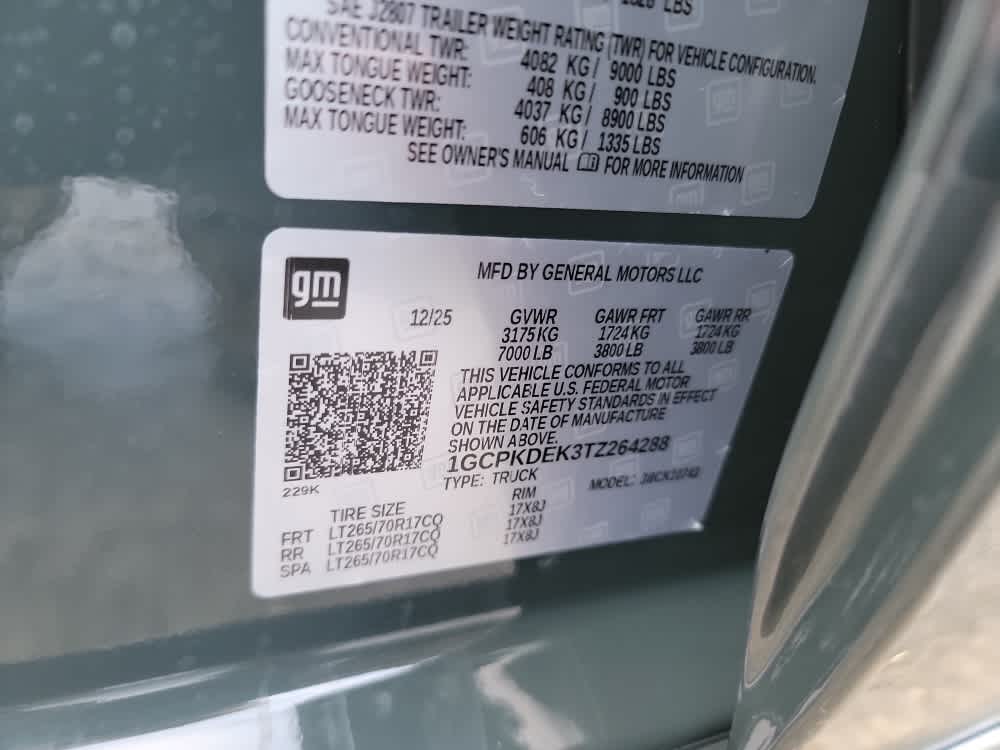 LBS
SAE J2807 TRAILER WEIGHT RATING (TWR) FOR VEHICLE CONFIGURATION.
CONVENTIONAL TWR: 4082 KG/ 9000 LBS
MAX TONGUE WEIGHT: 408 KG/ 900 LBS
GOOSENECK TWR: 4037 KG/ 8900 LBS
MAX TONGUE WEIGHT: 606 KG/ 1335 LBS
SEE OWNER'S MANUAL FOR MORE INFORMATION
gm
MFD BY GENERAL MOTORS LLC
12/25 GVWR GAWR FRT GAWR RR
3175 KG 1724 KG 1724 KG
7000 LB 3800 LB 3800 LB
THIS VEHICLE CONFORMS TO ALL
APPLICABLE U.S. FEDERAL MOTOR
VEHICLE SAFETY STANDARDS IN EFFECT
ON THE DATE OF MANUFACTURE
SHOWN ABOVE.
1GCPKDEK3TZ264288
229K
TYPE: TRUCK MODEL:
TIRE SIZE RIM
FRT LT265/70R17CQ 17X8J
RR LT265/70R17CQ 17X8J
SPA LT265/70R17CQ 17X8J